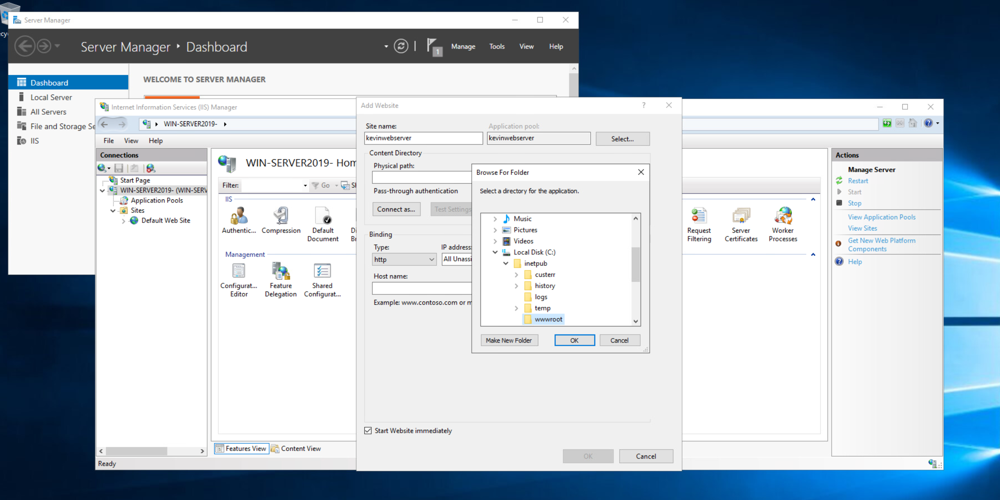 Server Manager
Server Manager ‣ Dashboard
1
Manage
Tools
View
Help
Dashboard
Local Server
All Servers
File and Storage Se
IIS
WELCOME TO SERVER MANAGER
Internet Information Services (IIS) Manager
WIN-SERVER2019-
File
View
Help
Connections
Start Page
WIN-SERVER2019- (WIN-SERV
Application Pools
Sites
Default Web Site
WIN-SERVER2019- Hom
Filter:
Go
Sh
IIS
Authentic...
Compression
Default
Document
Di
Br
Request
Filtering
Server
Certificates
Worker
Processes
Management
Configurat...
Editor
Feature
Delegation
Shared
Configurat...
Features View
Content View
Ready
Add Website
?
Site name:
Application pool:
kevinwebserver
kevinwebserver
Select...
Content Directory
Physical path:
Pass-through authentication
Connect as...
Test Settings
Binding
Type:
IP address:
http
All Unassi
Host name:
Example: www.contoso.com or m
Start Website immediately
OK
Cancel
Browse For Folder
Select a directory for the application.
Music
Pictures
Videos
Local Disk (C:)
inetpub
custerr
history
logs
temp
wwwroot
Make New Folder
OK
Cancel
Actions
Manage Server
Restart
Start
Stop
View Application Pools
View Sites
Get New Web Platform
Components
Help